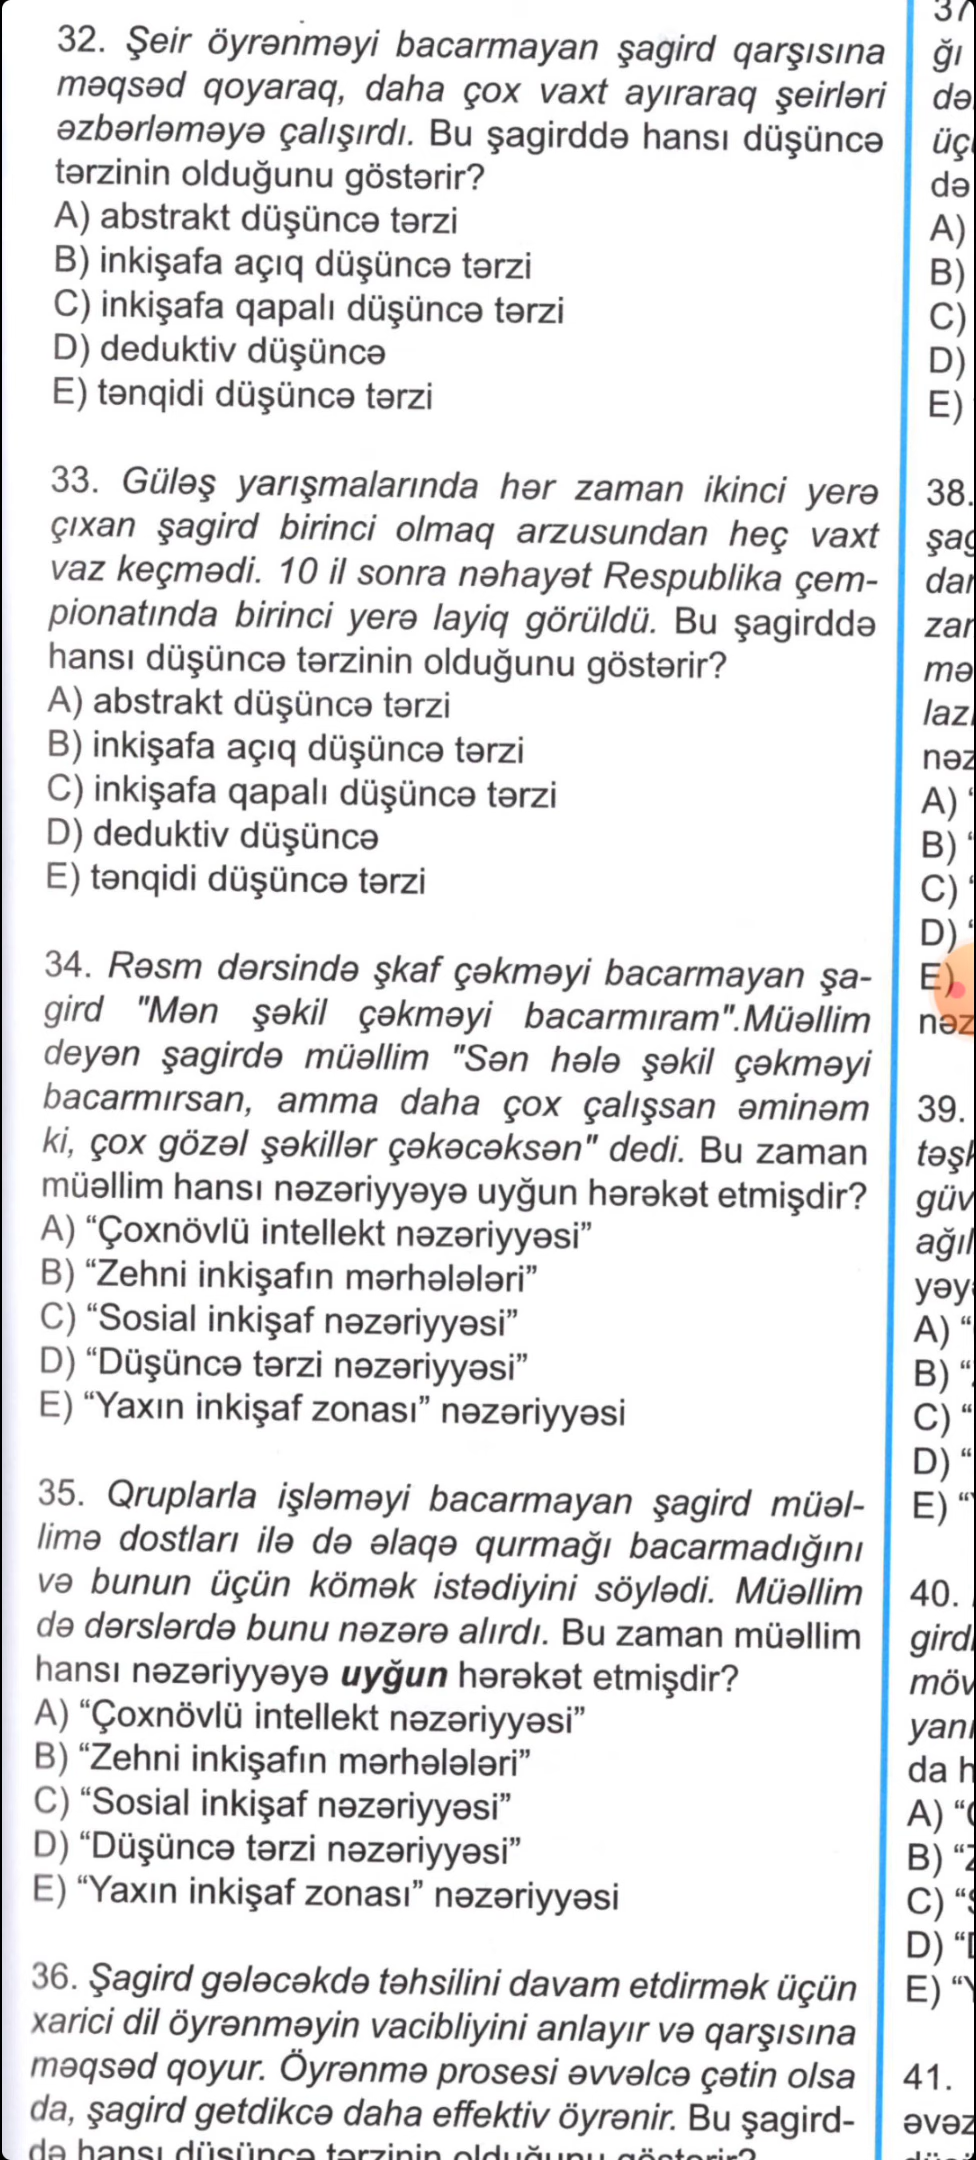 32. Şeir öyrənməyi bacarmayan şagird qarşısına
məqsəd qoyaraq, daha çox vaxt ayıraraq şeirləri
əzbərləməyə çalışırdı. Bu şagirddə hansı düşüncə
tərzinin olduğunu göstərir?
A) abstrakt düşüncə tərzi
B) inkişafa açıq düşüncə tərzi
C) inkişafa qapalı düşüncə tərzi
D) deduktiv düşüncə
E) tənqidi düşüncə tərzi
33. Güləş yarışmalarında hər zaman ikinci yerə
çıxan şagird birinci olmaq arzusundan heç vaxt
vaz keçmədi. 10 il sonra nəhayət Respublika çem-
pionatında birinci yerə layiq görüldü. Bu şagirddə
hansı düşüncə tərzinin olduğunu göstərir?
A) abstrakt düşüncə tərzi
B) inkişafa açıq düşüncə tərzi
C) inkişafa qapalı düşüncə tərzi
D) deduktiv düşüncə
E) tənqidi düşüncə tərzi
34. Rəsm dərsində şkaf çəkməyi bacarmayan şa-
gird "Mən şəkil çəkməyi bacarmıram".Müəllim
deyən şagirdə müəllim "Sən hələ şəkil çəkməyi
bacarmırsan, amma daha çox çalışsan əminəm
ki, çox gözəl şəkillər çəkəcəksən" dedi. Bu zaman
müəllim hansı nəzəriyyəyə uyğun hərəkət etmişdir?
A) “Çoxnövlü intellekt nəzəriyyəsi”
B) “Zehni inkişafın mərhələləri”
C) “Sosial inkişaf nəzəriyyəsi”
D) “Düşüncə tərzi nəzəriyyəsi”
E) “Yaxın inkişaf zonası” nəzəriyyəsi
35. Qruplarla işləməyi bacarmayan şagird müəl-
limə dostları ilə də əlaqə qurmağı bacarmadığını
və bunun üçün kömək istədiyini söylədi. Müəllim
də dərslərdə bunu nəzərə alırdı. Bu zaman müəllim
hansı nəzəriyyəyə uyğun hərəkət etmişdir?
A) “Çoxnövlü intellekt nəzəriyyəsi”
B) “Zehni inkişafın mərhələləri”
C) “Sosial inkişaf nəzəriyyəsi”
D) “Düşüncə tərzi nəzəriyyəsi”
E) “Yaxın inkişaf zonası” nəzəriyyəsi
36. Şagird gələcəkdə təhsilini davam etdirmək üçün
xarici dil öyrənməyin vacibliyini anlayır və qarşısına
məqsəd qoyur. Öyrənmə prosesi əvvəlcə çətin olsa
da, şagird getdikcə daha effektiv öyrənir. Bu şagird-
də hansı düşüncə tərzinin olduğunu göstərir?
ğı
də
də
A)
B)
C)
D)
E)
38.
A)
B)
C)
D)
E)
39.
A)
B)
C)
D)
E)
40.
da
A)
B)
C)
D)
E)
41.